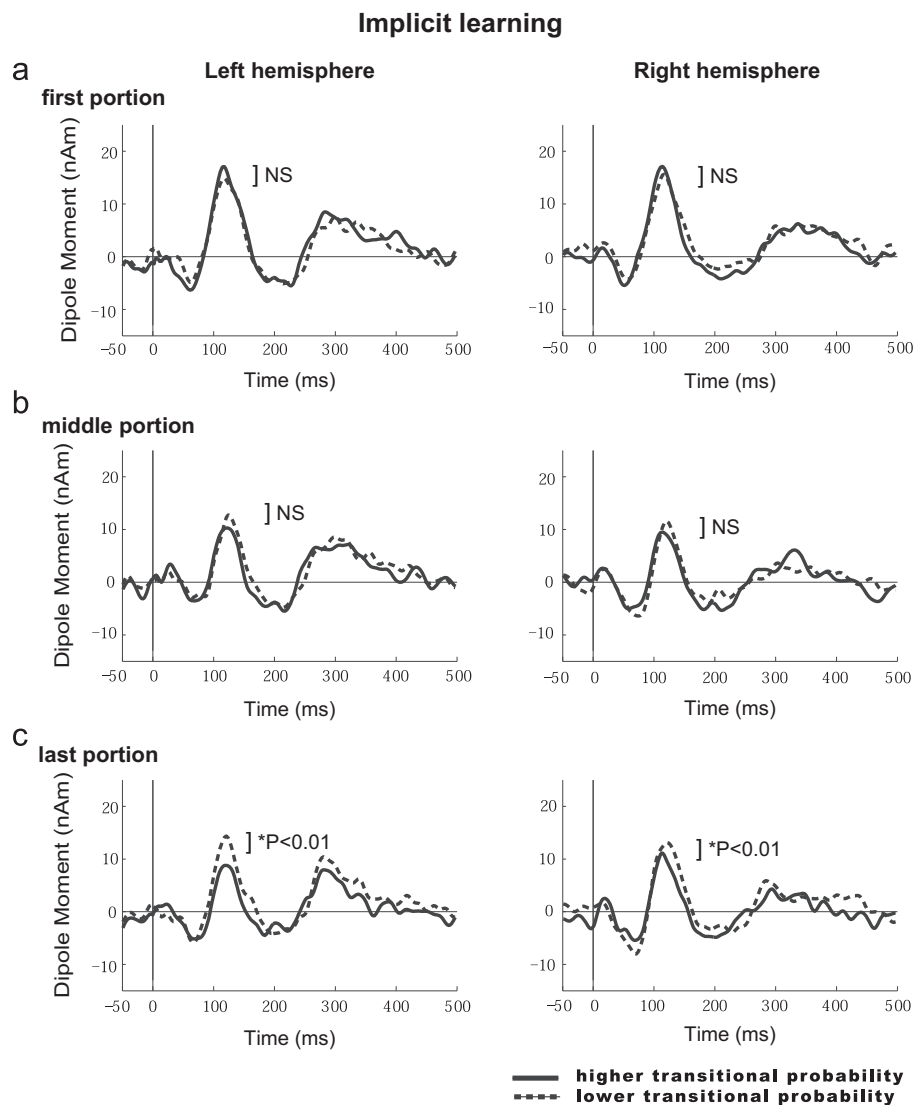 Implicit learning
a
Left hemisphere
Right hemisphere
first portion
Dipole Moment (nAm)
20
10
0
−10
] NS
−50 0 100 200 300 400 500
Time (ms)
20
10
0
−10
] NS
−50 0 100 200 300 400 500
Time (ms)
b
middle portion
Dipole Moment (nAm)
20
10
0
−10
] NS
−50 0 100 200 300 400 500
Time (ms)
20
10
0
−10
] NS
−50 0 100 200 300 400 500
Time (ms)
c
last portion
Dipole Moment (nAm)
20
10
0
−10
] *P<0.01
−50 0 100 200 300 400 500
Time (ms)
20
10
0
−10
] *P<0.01
−50 0 100 200 300 400 500
Time (ms)
higher transitional probability
lower transitional probability